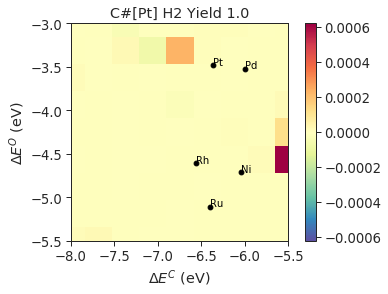 C#[Pt] H2 Yield 1.0
−3.0
−3.5
−4.0
−4.5
−5.0
−5.5
ΔE^O (eV)
Pt
Pd
Rh
Ni
Ru
−8.0 −7.5 −7.0 −6.5 −6.0 −5.5
ΔE^C (eV)
0.0006
0.0004
0.0002
0.0000
−0.0002
−0.0004
−0.0006